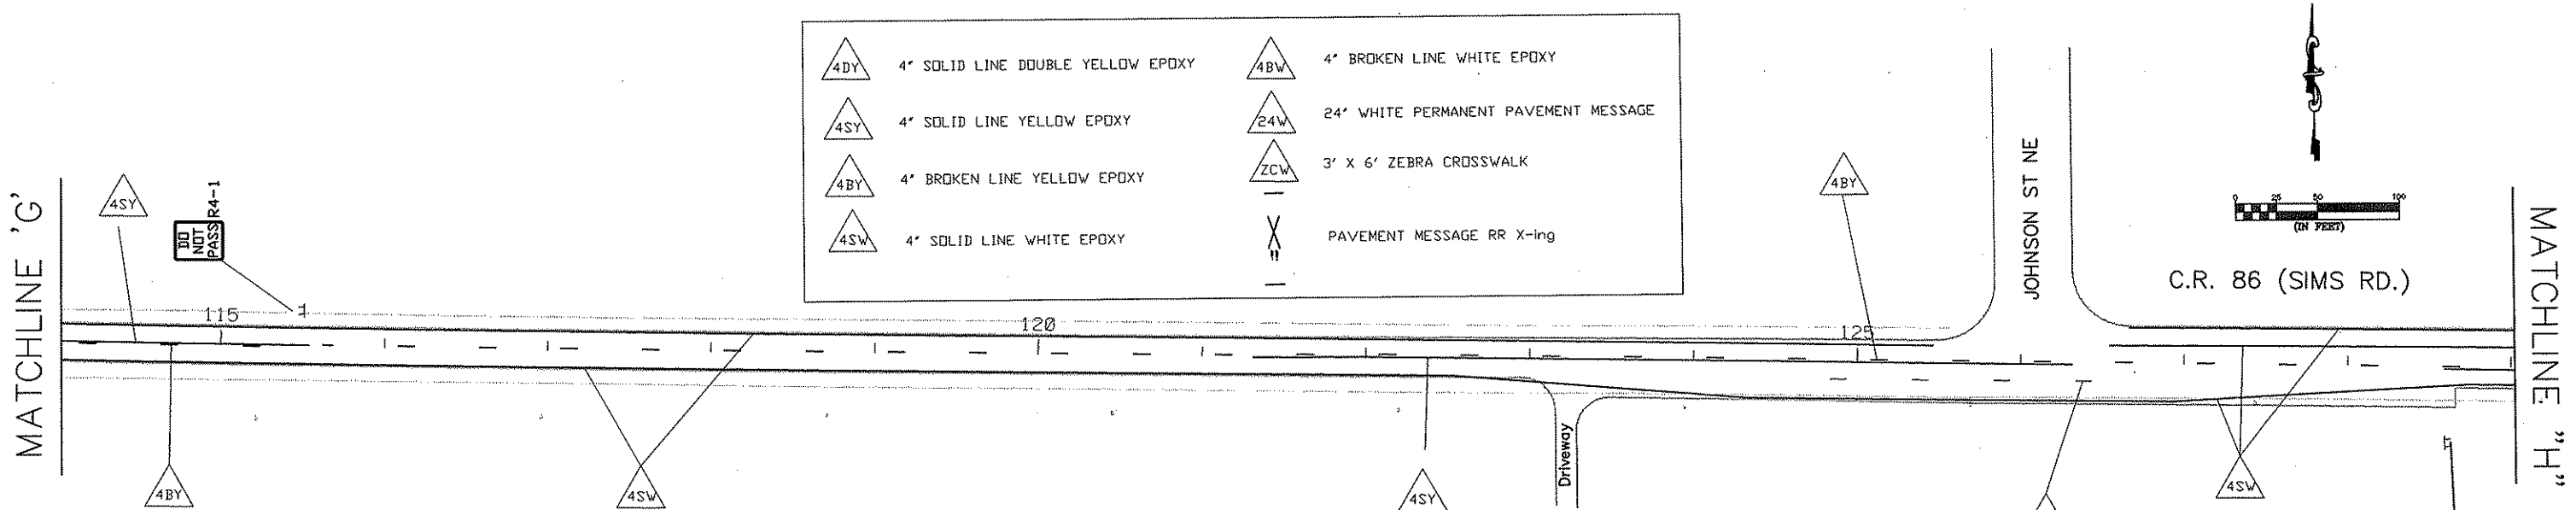 4DY 4" SOLID LINE DOUBLE YELLOW EPOXY
4SY 4" SOLID LINE YELLOW EPOXY
4BY 4" BROKEN LINE YELLOW EPOXY
4SW 4" SOLID LINE WHITE EPOXY
4BW 4" BROKEN LINE WHITE EPOXY
24W 24" WHITE PERMANENT PAVEMENT MESSAGE
ZCW 3' X 6' ZEBRA CROSSWALK
PAVEMENT MESSAGE RR X-ing
MATCHLINE 'G'
4SY
DO
NOT
PASS
R4-1
115
120
125
4BY
JOHNSON ST NE
0 25 50 100
(IN FEET)
C.R. 86 (SIMS RD.)
MATCHLINE "H"
4BY
4SW
4SY
Driveway
4SW